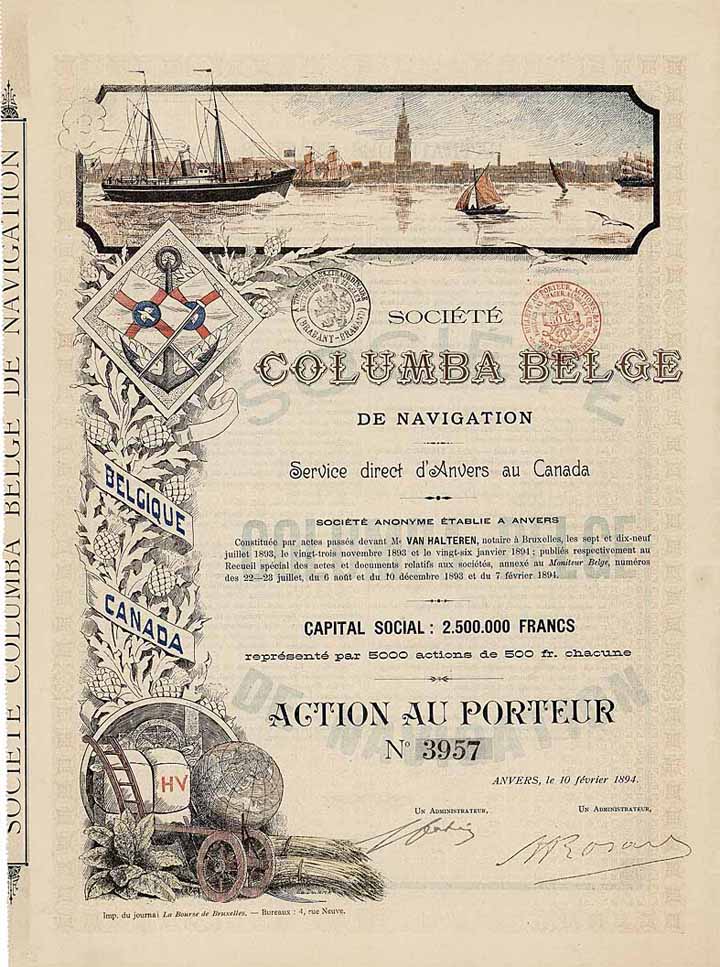 SOCIÉTÉ COLUMBA BELGE DE NAVIGATION
SOCIÉTÉ
COLUMBA BELGE
DE NAVIGATION
Service direct d'Anvers au Canada
SOCIÉTÉ ANONYME ÉTABLIE A ANVERS
Constituée par actes passés devant Me VAN HALTEREN, notaire à Bruxelles, les sept et dix-neuf
juillet 1893, le vingt-trois novembre 1893 et le vingt-six janvier 1894; publiés respectivement au
Recueil spécial des actes et documents relatifs aux sociétés, annexé au Moniteur Belge, numéros
des 22—23 juillet, du 6 août et du 10 décembre 1893 et du 7 février 1894.
BELGIQUE
CANADA
CAPITAL SOCIAL : 2.500.000 FRANCS
représenté par 5000 actions de 500 fr. chacune
ACTION AU PORTEUR
No 3957
ANVERS, le 10 février 1894.
UN ADMINISTRATEUR,
UN ADMINISTRATEUR,
HV
Imp. du journal La Bourse de Bruxelles. — Bureaux : 4, rue Neuve.
SOCIÉTÉ
COLUMBA BELGE
DE NAVIGATION